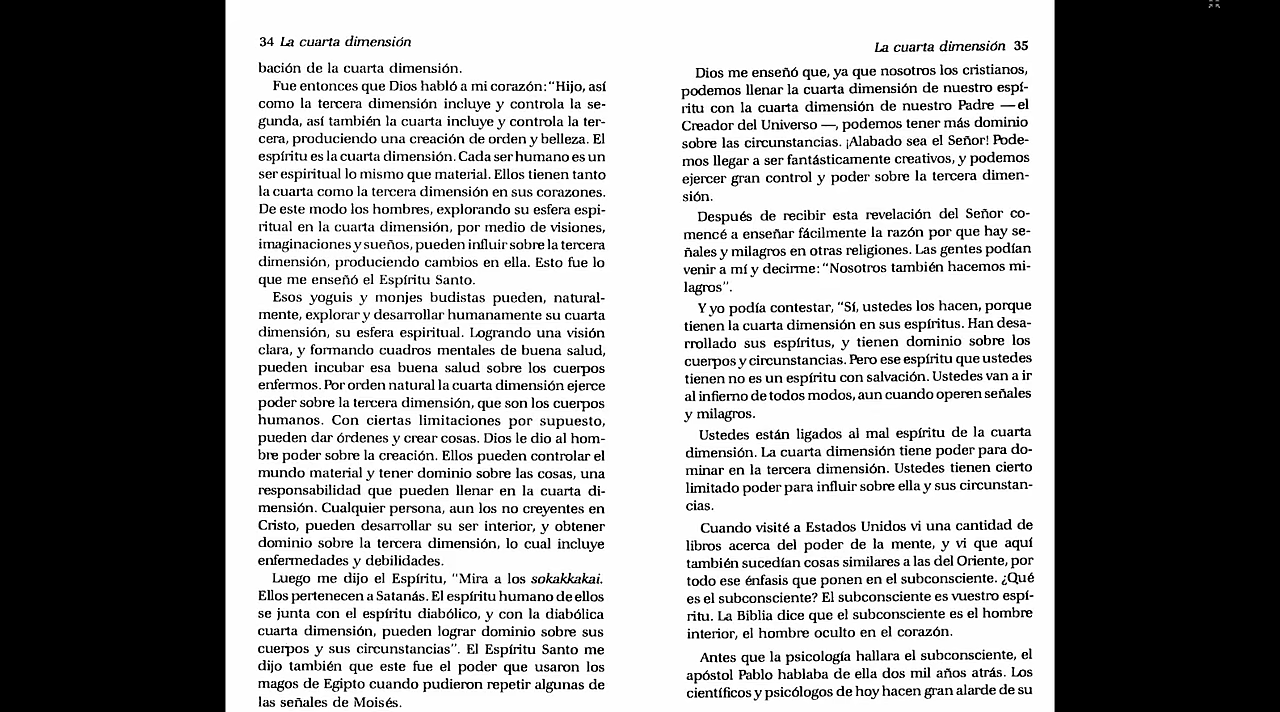 34 La cuarta dimensión
bación de la cuarta dimensión.
Fue entonces que Dios habló a mi corazón: "Hijo, así
como la tercera dimensión incluye y controla la se-
gunda, así también la cuarta incluye y controla la ter-
cera, produciendo una creación de orden y belleza. El
espíritu es la cuarta dimensión. Cada ser humano es un
ser espiritual lo mismo que material. Ellos tienen tanto
la cuarta como la tercera dimensión en sus corazones.
De este modo los hombres, explorando su esfera espi-
ritual en la cuarta dimensión, por medio de visiones,
imaginaciones y sueños, pueden influir sobre la tercera
dimensión, produciendo cambios en ella. Esto fue lo
que me enseñó el Espíritu Santo.
Esos yoguis y monjes budistas pueden, natural-
mente, explorar y desarrollar humanamente su cuarta
dimensión, su esfera espiritual. Logrando una visión
clara, y formando cuadros mentales de buena salud,
pueden incubar esa buena salud sobre los cuerpos
enfermos. Por orden natural la cuarta dimensión ejerce
poder sobre la tercera dimensión, que son los cuerpos
humanos. Con ciertas limitaciones por supuesto,
pueden dar órdenes y crear cosas. Dios le dio al hom-
bre poder sobre la creación. Ellos pueden controlar el
mundo material y tener dominio sobre las cosas, una
responsabilidad que pueden llenar en la cuarta di-
mensión. Cualquier persona, aun los no creyentes en
Cristo, pueden desarrollar su ser interior, y obtener
dominio sobre la tercera dimensión, lo cual incluye
enfermedades y debilidades.
Luego me dijo el Espíritu, "Mira a los sokakkakai.
Ellos pertenecen a Satanás. El espíritu humano de ellos
se junta con el espíritu diabólico, y con la diabólica
cuarta dimensión, pueden lograr dominio sobre sus
cuerpos y sus circunstancias". El Espíritu Santo me
dijo también que este fue el poder que usaron los
magos de Egipto cuando pudieron repetir algunas de
las señales de Moisés.
La cuarta dimensión 35
Dios me enseñó que, ya que nosotros los cristianos,
podemos llenar la cuarta dimensión de nuestro espí-
ritu con la cuarta dimensión de nuestro Padre —el
Creador del Universo —, podemos tener más dominio
sobre las circunstancias. ¡Alabado sea el Señor! Pode-
mos llegar a ser fantásticamente creativos, y podemos
ejercer gran control y poder sobre la tercera dimen-
sión.
Después de recibir esta revelación del Señor co-
mencé a enseñar fácilmente la razón por que hay se-
ñales y milagros en otras religiones. Las gentes podían
venir a mí y decirme: "Nosotros también hacemos mi-
lagros".
Y yo podía contestar, "Sí, ustedes los hacen, porque
tienen la cuarta dimensión en sus espíritus. Han desa-
rrollado sus espíritus, y tienen dominio sobre los
cuerpos y circunstancias. Pero ese espíritu que ustedes
tienen no es un espíritu con salvación. Ustedes van a ir
al infierno de todos modos, aun cuando operen señales
y milagros.
Ustedes están ligados al mal espíritu de la cuarta
dimensión. La cuarta dimensión tiene poder para do-
minar en la tercera dimensión. Ustedes tienen cierto
limitado poder para influir sobre ella y sus circunstan-
cias.
Cuando visité a Estados Unidos vi una cantidad de
libros acerca del poder de la mente, y vi que aquí
también sucedían cosas similares a las del Oriente, por
todo ese énfasis que ponen en el subconsciente. ¿Qué
es el subconsciente? El subconsciente es vuestro espí-
ritu. La Biblia dice que el subconsciente es el hombre
interior, el hombre oculto en el corazón.
Antes que la psicología hallara el subconsciente, el
apóstol Pablo hablaba de ella dos mil años atrás. Los
científicos y psicólogos de hoy hacen gran alarde de su